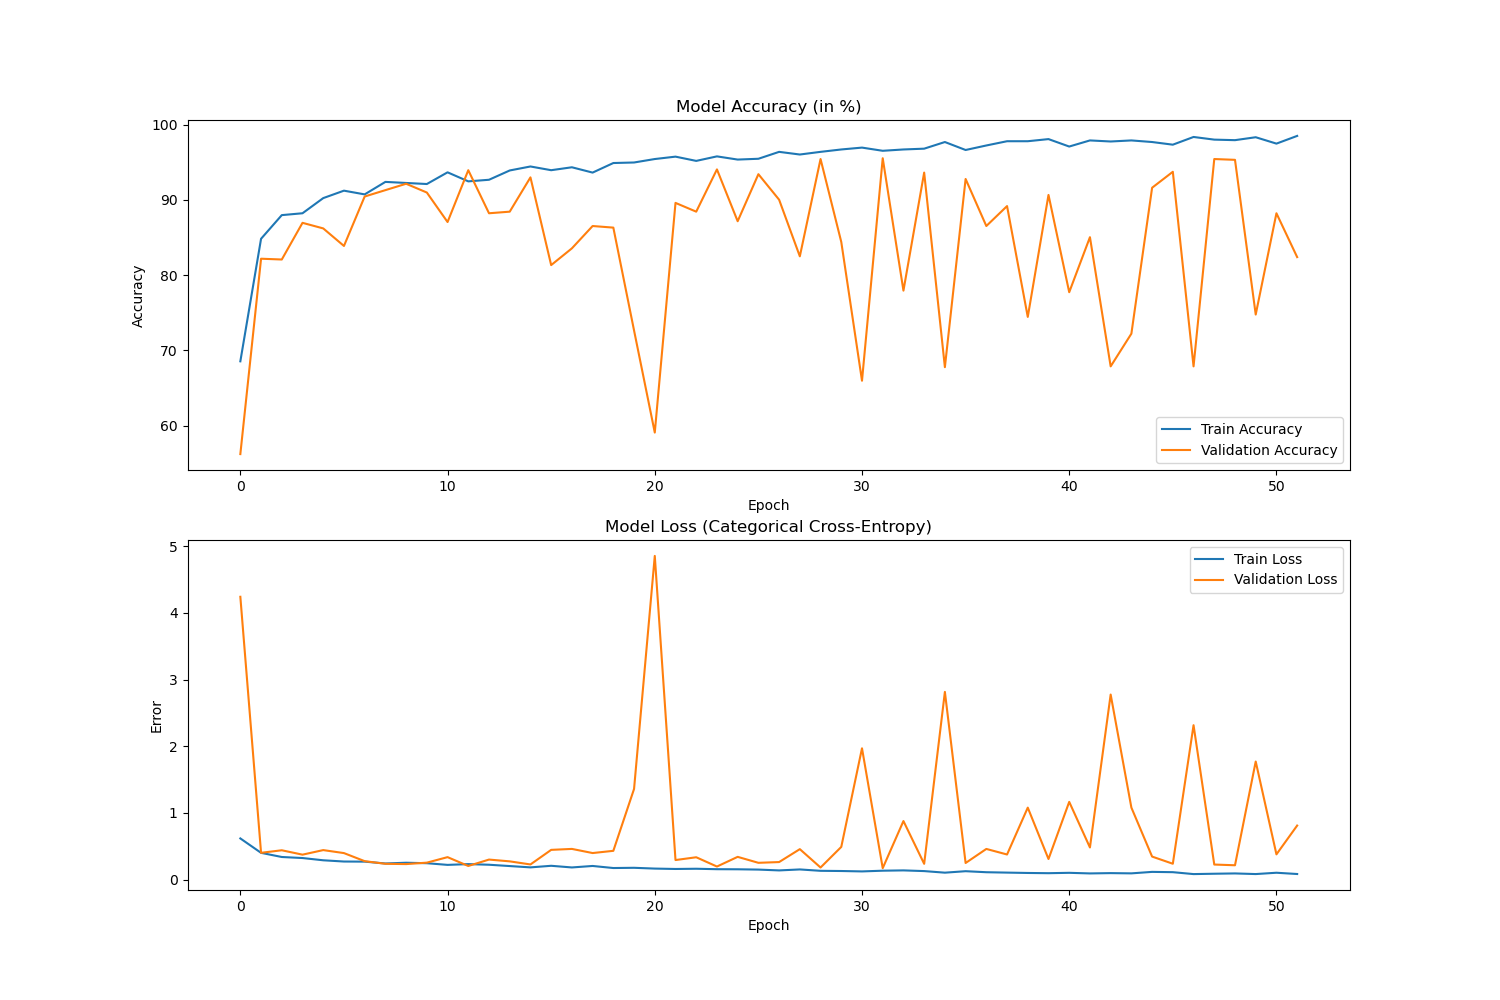 Model Accuracy (in %)
100
90
80
70
60
Accuracy
Train Accuracy
Validation Accuracy
0 10 20 30 40 50
Epoch
Model Loss (Categorical Cross-Entropy)
5
4
3
2
1
0
Error
Train Loss
Validation Loss
0 10 20 30 40 50
Epoch